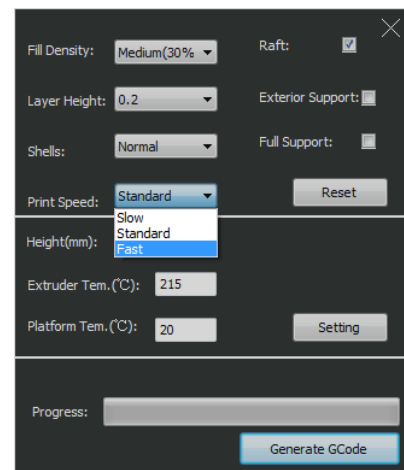 Fill Density: Medium(30% Raft:
Layer Height: 0.2 Exterior Support:
Shells: Normal Full Support:
Print Speed: Standard Reset
Slow
Standard
Fast
Height(mm):
Extruder Tem.(℃): 215
Platform Tem.(℃): 20 Setting
Progress:
Generate GCode